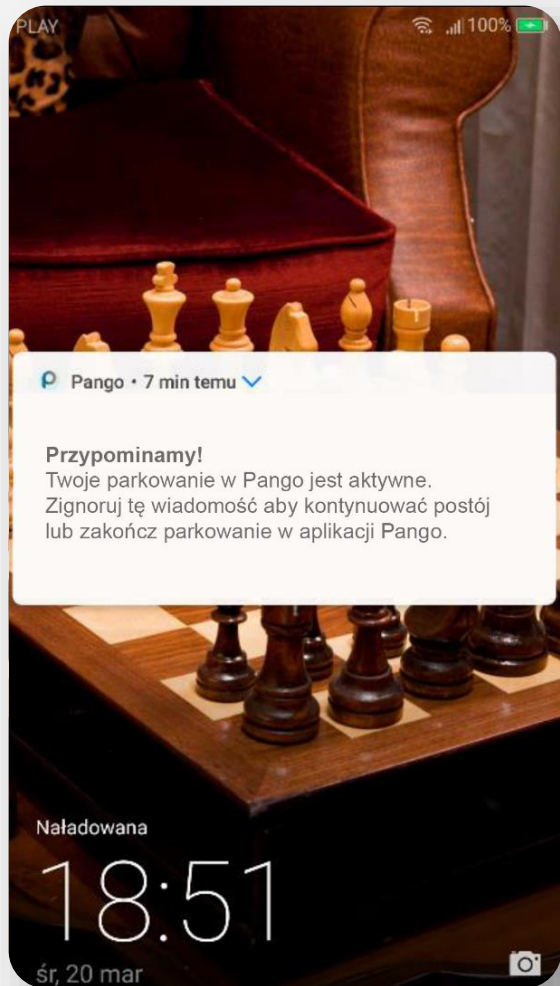 PLAY 100%
Pango • 7 min temu
Przypominamy!
Twoje parkowanie w Pango jest aktywne.
Zignoruj tę wiadomość aby kontynuować postój
lub zakończ parkowanie w aplikacji Pango.
Naładowana
18:51
śr, 20 mar